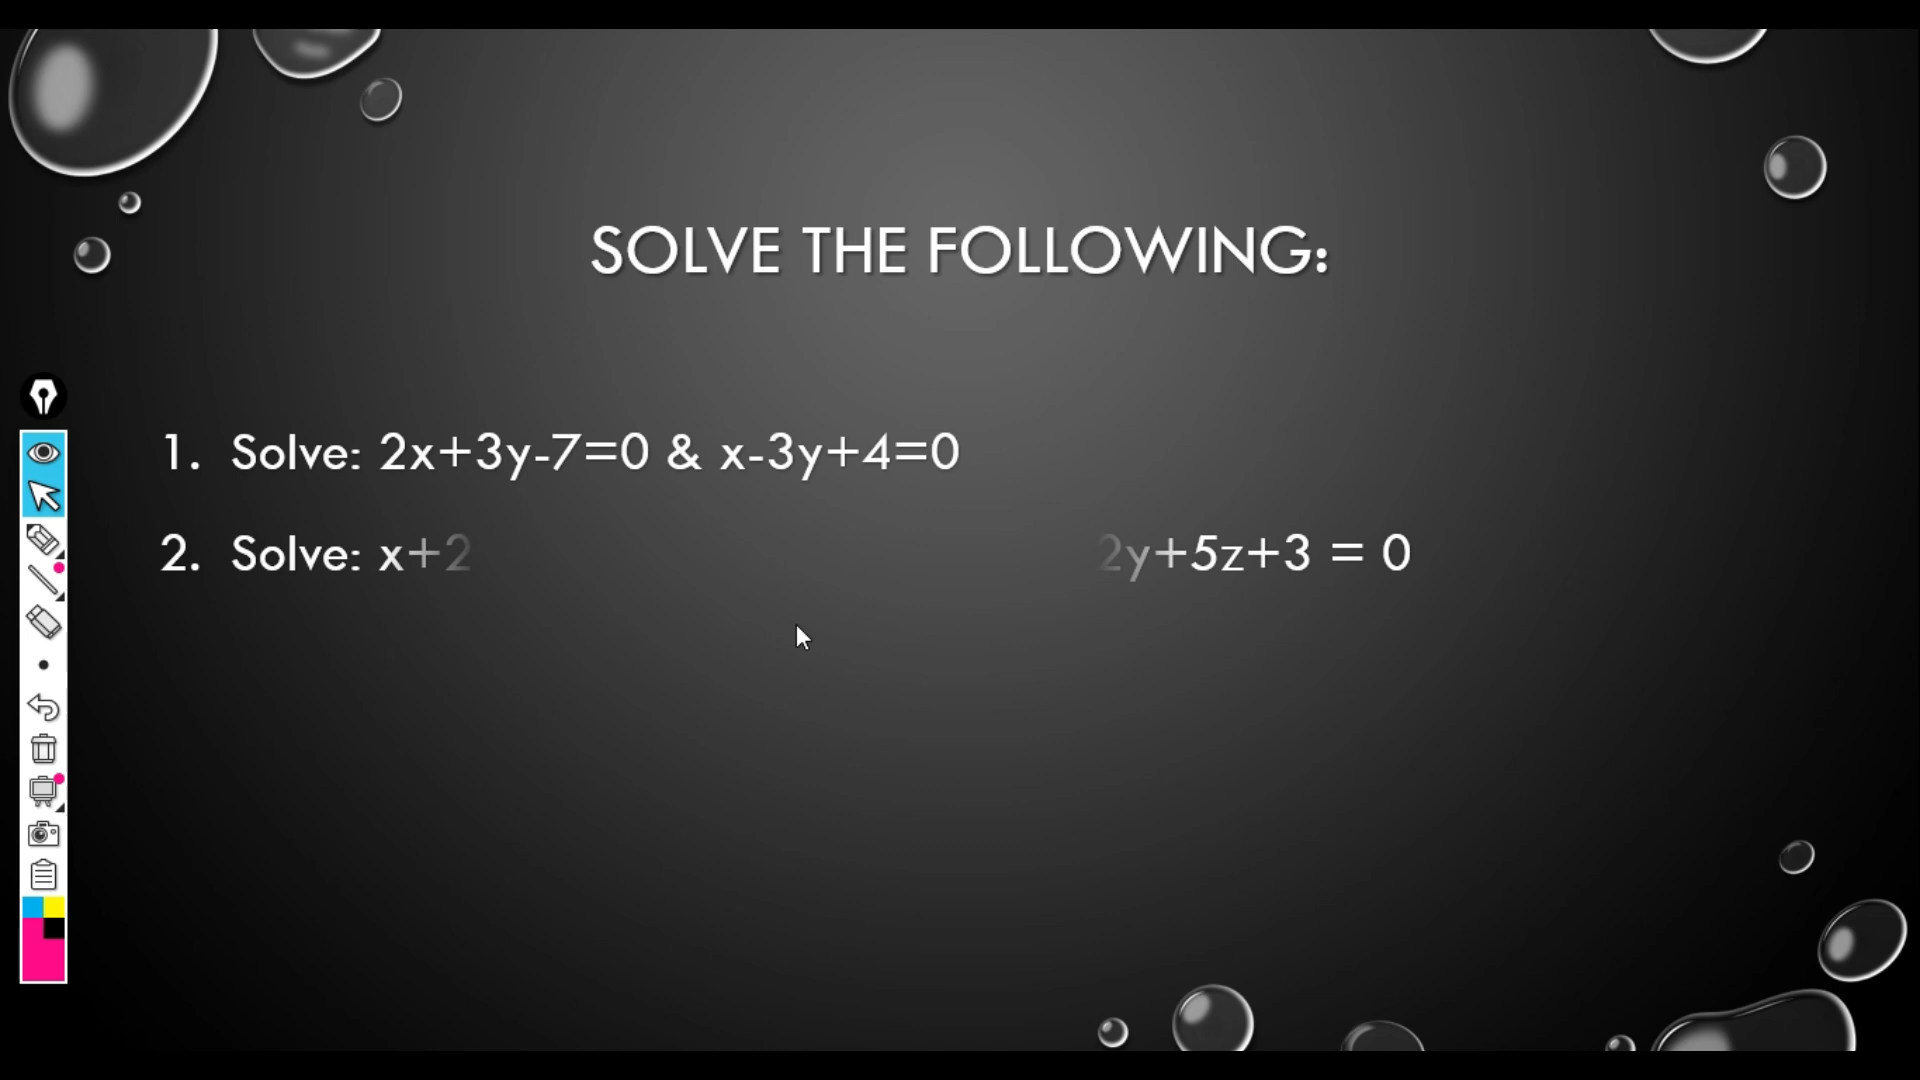 SOLVE THE FOLLOWING:
1. Solve: 2x+3y-7=0 & x-3y+4=0
2. Solve: x+2 2y+5z+3 = 0